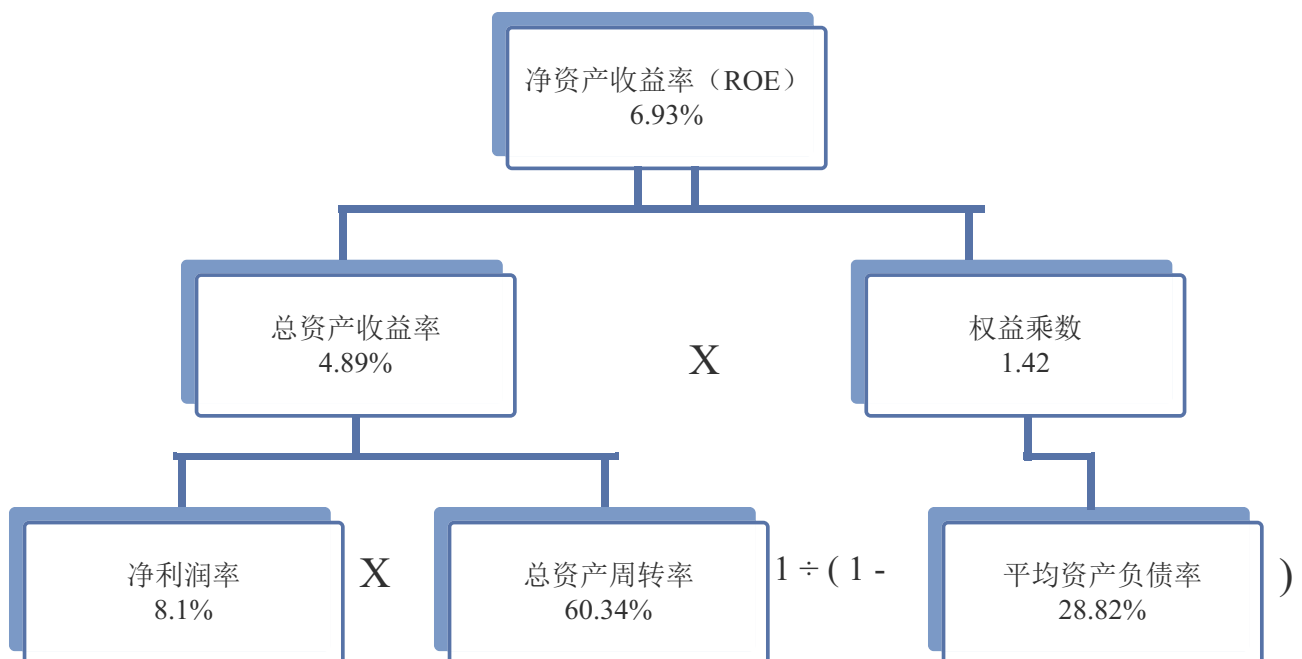 净资产收益率（ROE）
6.93%
总资产收益率
4.89%
X
权益乘数
1.42
净利润率
8.1%
X
总资产周转率
60.34%
1 ÷ ( 1 -
平均资产负债率
28.82%
)